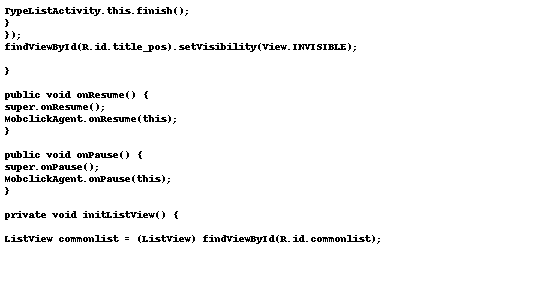 TypeListActivity.this.finish();
}
});
findViewById(R.id.title_pos).setVisibility(View.INVISIBLE);
}
public void onResume() {
super.onResume();
MobclickAgent.onResume(this);
}
public void onPause() {
super.onPause();
MobclickAgent.onPause(this);
}
private void initListView() {
ListView commonlist = (ListView) findViewById(R.id.commonlist);